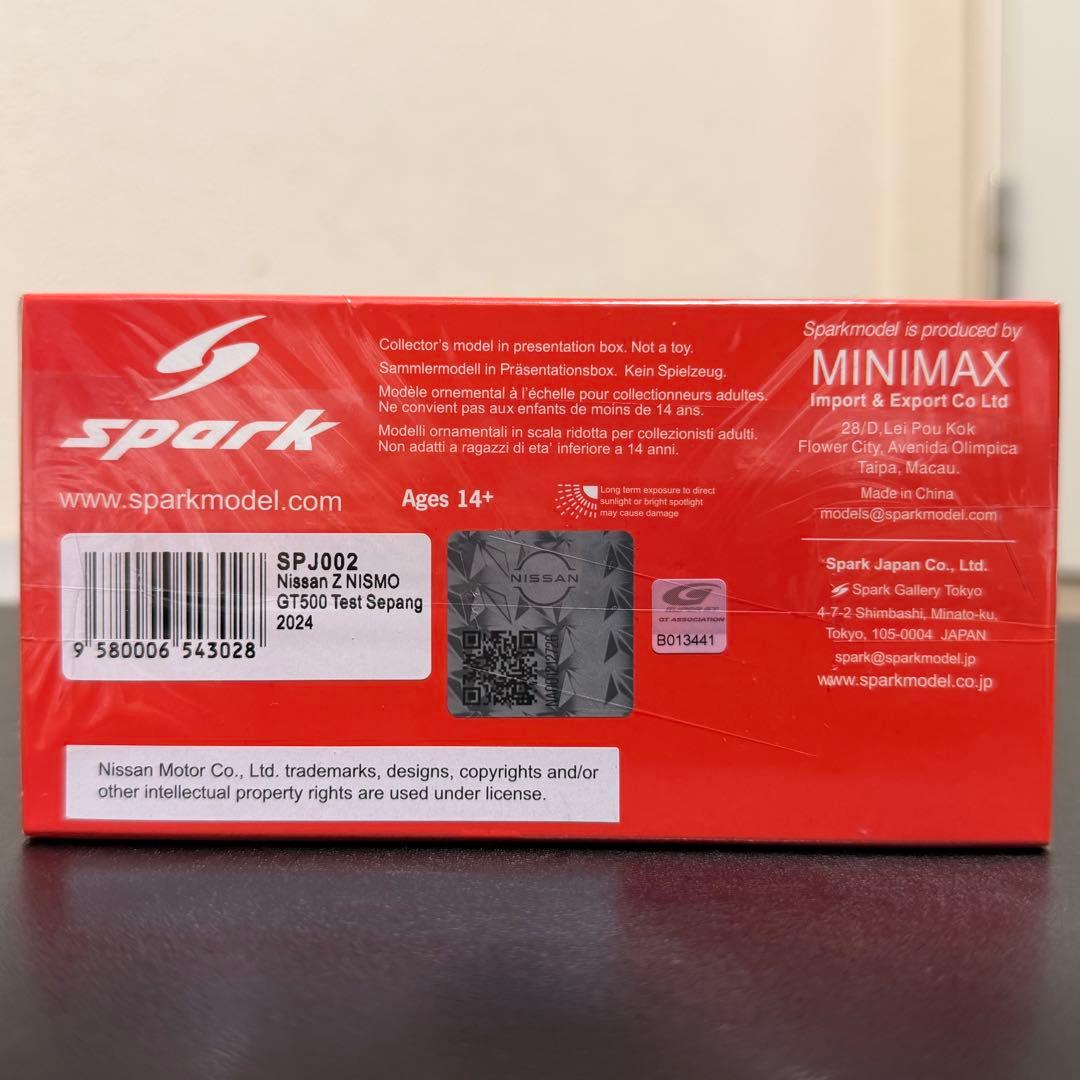 spark
www.sparkmodel.com
Collector's model in presentation box. Not a toy.
Sammlermodell in Präsentationsbox. Kein Spielzeug.
Modèle ornemental à l'échelle pour collectionneurs adultes.
Ne convient pas aux enfants de moins de 14 ans.
Modelli ornamentali in scala ridotta per collezionisti adulti.
Non adatti a ragazzi di eta' inferiore a 14 anni.
Ages 14+
Long term exposure to direct
sunlight or bright spotlight
may cause damage
Sparkmodel is produced by
MINIMAX
Import & Export Co Ltd
28/D, Lei Pou Kok
Flower City, Avenida Olimpica
Taipa, Macau.
Made in China
models@sparkmodel.com
Spark Japan Co., Ltd.
Spark Gallery Tokyo
4-7-2 Shimbashi, Minato-ku,
Tokyo, 105-0004 JAPAN
spark@sparkmodel.jp
www.sparkmodel.co.jp
SPJ002
Nissan Z NISMO
GT500 Test Sepang
2024
9 580006 543028
NISSAN
SUPER GT
GT ASSOCIATION
B013441
Nissan Motor Co., Ltd. trademarks, designs, copyrights and/or
other intellectual property rights are used under license.